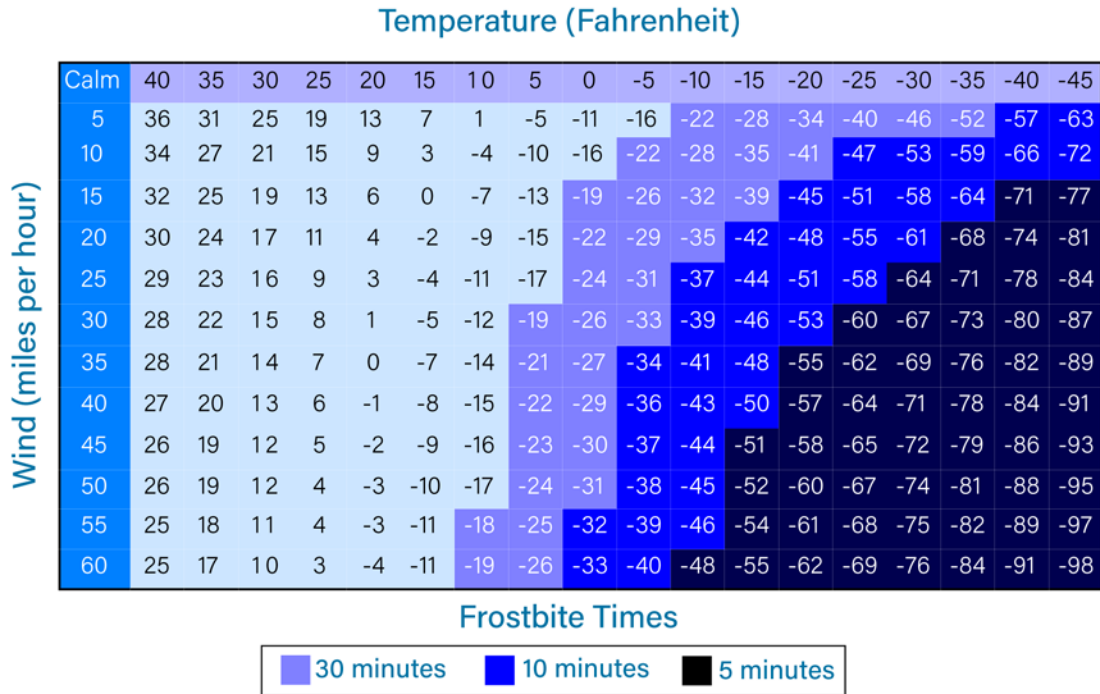 Temperature (Fahrenheit)
Calm 40 35 30 25 20 15 10 5 0 -5 -10 -15 -20 -25 -30 -35 -40 -45
5 36 31 25 19 13 7 1 -5 -11 -16 -22 -28 -34 -40 -46 -52 -57 -63
10 34 27 21 15 9 3 -4 -10 -16 -22 -28 -35 -41 -47 -53 -59 -66 -72
15 32 25 19 13 6 0 -7 -13 -19 -26 -32 -39 -45 -51 -58 -64 -71 -77
20 30 24 17 11 4 -2 -9 -15 -22 -29 -35 -42 -48 -55 -61 -68 -74 -81
25 29 23 16 9 3 -4 -11 -17 -24 -31 -37 -44 -51 -58 -64 -71 -78 -84
30 28 22 15 8 1 -5 -12 -19 -26 -33 -39 -46 -53 -60 -67 -73 -80 -87
35 28 21 14 7 0 -7 -14 -21 -27 -34 -41 -48 -55 -62 -69 -76 -82 -89
40 27 20 13 6 -1 -8 -15 -22 -29 -36 -43 -50 -57 -64 -71 -78 -84 -91
45 26 19 12 5 -2 -9 -16 -23 -30 -37 -44 -51 -58 -65 -72 -79 -86 -93
50 26 19 12 4 -3 -10 -17 -24 -31 -38 -45 -52 -60 -67 -74 -81 -88 -95
55 25 18 11 4 -3 -11 -18 -25 -32 -39 -46 -54 -61 -68 -75 -82 -89 -97
60 25 17 10 3 -4 -11 -19 -26 -33 -40 -48 -55 -62 -69 -76 -84 -91 -98
Wind (miles per hour)
Frostbite Times
30 minutes 10 minutes 5 minutes